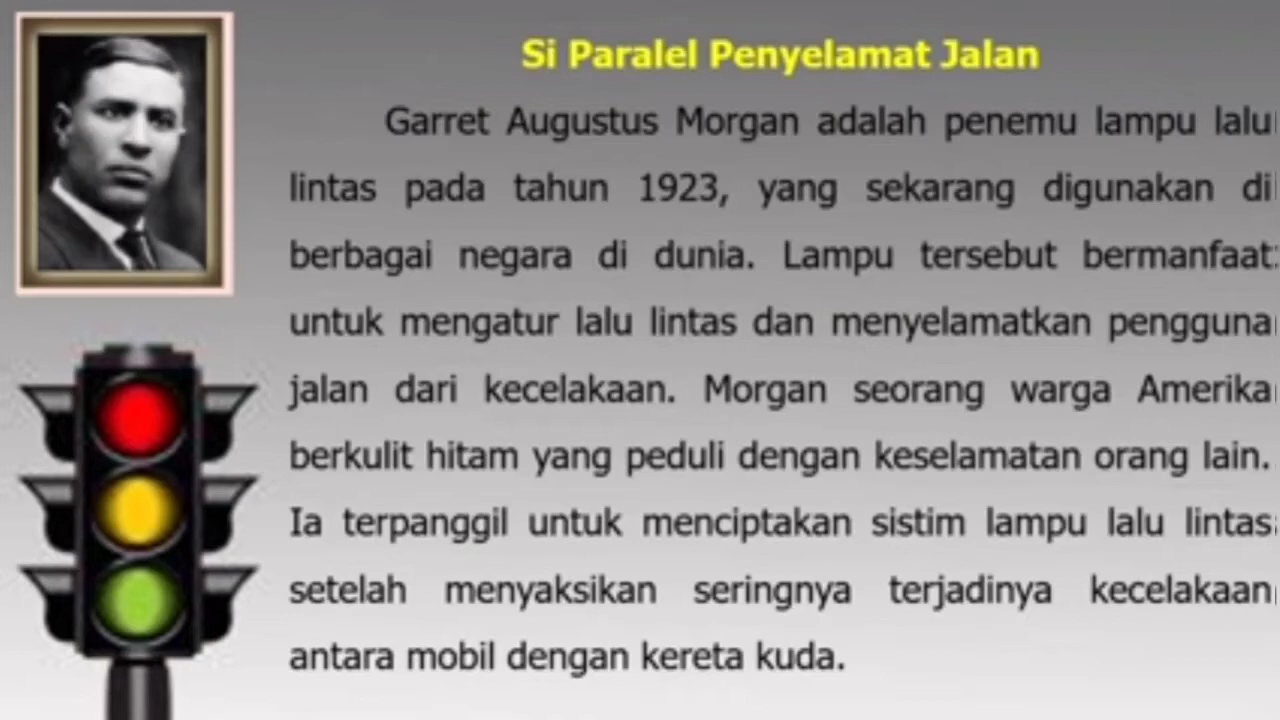 Si Paralel Penyelamat Jalan
Garret Augustus Morgan adalah penemu lampu lalu
lintas pada tahun 1923, yang sekarang digunakan di
berbagai negara di dunia. Lampu tersebut bermanfaat
untuk mengatur lalu lintas dan menyelamatkan pengguna
jalan dari kecelakaan. Morgan seorang warga Amerika
berkulit hitam yang peduli dengan keselamatan orang lain.
Ia terpanggil untuk menciptakan sistim lampu lalu lintas
setelah menyaksikan seringnya terjadinya kecelakaan
antara mobil dengan kereta kuda.